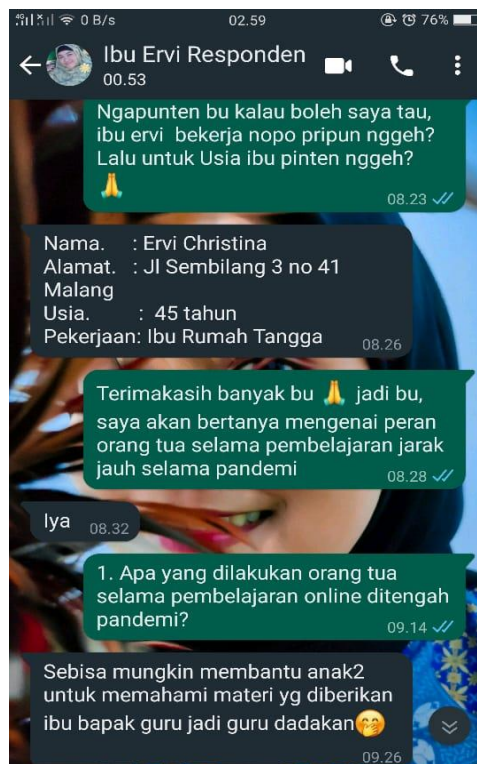 4G 0 B/s 02.59 76%
Ibu Ervi Responden
00.53
Ngapunten bu kalau boleh saya tau,
ibu ervi bekerja nopo pripun nggeh?
Lalu untuk Usia ibu pinten nggeh?
🙏
08.23
Nama. : Ervi Christina
Alamat. : Jl Sembilang 3 no 41
Malang
Usia. : 45 tahun
Pekerjaan: Ibu Rumah Tangga
08.26
Terimakasih banyak bu 🙏 jadi bu,
saya akan bertanya mengenai peran
orang tua selama pembelajaran jarak
jauh selama pandemi
08.28
Iya 08.32
1. Apa yang dilakukan orang tua
selama pembelajaran online ditengah
pandemi?
09.14
Sebisa mungkin membantu anak2
untuk memahami materi yg diberikan
ibu bapak guru jadi guru dadakan🤭
09.26